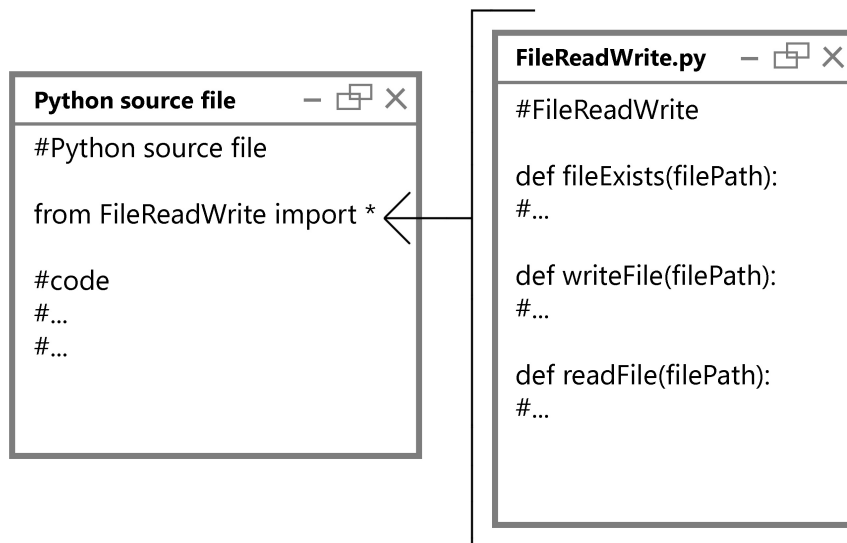 Python source file
#Python source file
from FileReadWrite import *
#code
#...
#...
FileReadWrite.py
#FileReadWrite
def fileExists(filePath):
#...
def writeFile(filePath):
#...
def readFile(filePath):
#...